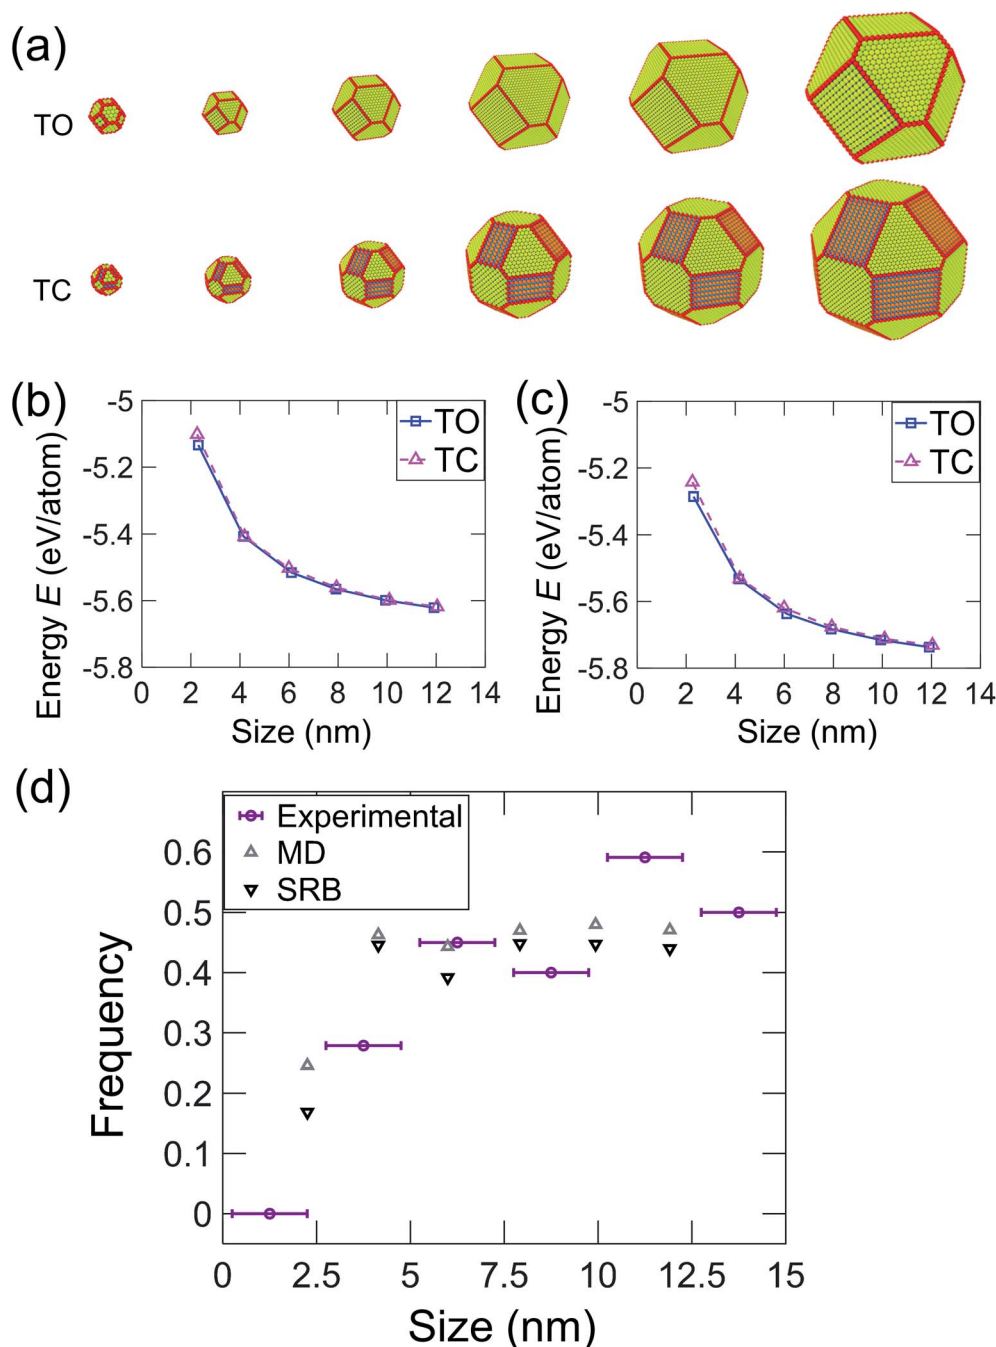 (a)
TO
TC
(b)
-5
-5.2
-5.4
-5.6
-5.8
0 2 4 6 8 10 12 14
Energy E (eV/atom)
Size (nm)
TO
TC
(c)
-5
-5.2
-5.4
-5.6
-5.8
0 2 4 6 8 10 12 14
Energy E (eV/atom)
Size (nm)
TO
TC
(d)
Experimental
MD
SRB
0.6
0.5
0.4
0.3
0.2
0.1
0
0 2.5 5 7.5 10 12.5 15
Frequency
Size (nm)